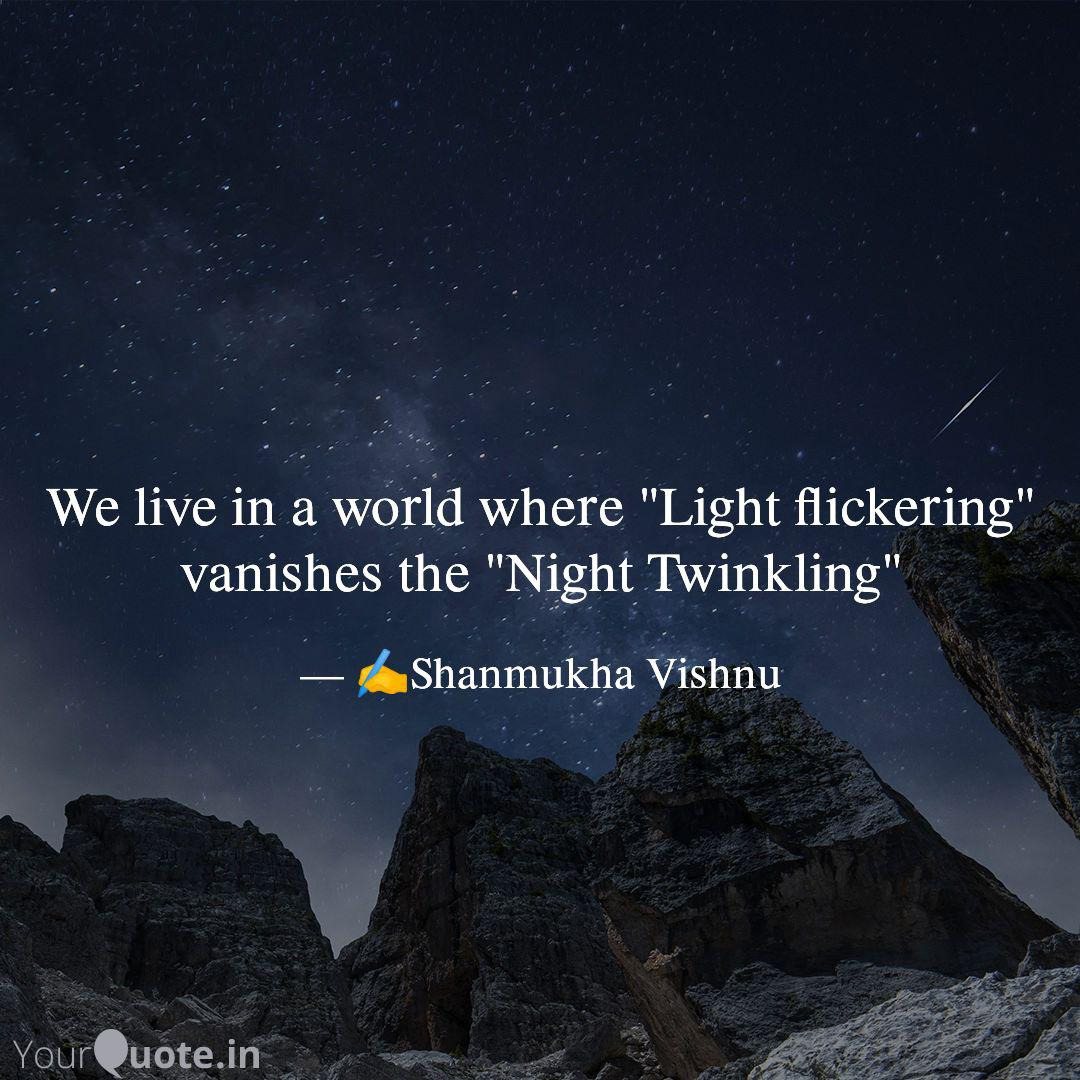 We live in a world where "Light flickering"
vanishes the "Night Twinkling"
— ✍️Shanmukha Vishnu
YourQuote.in